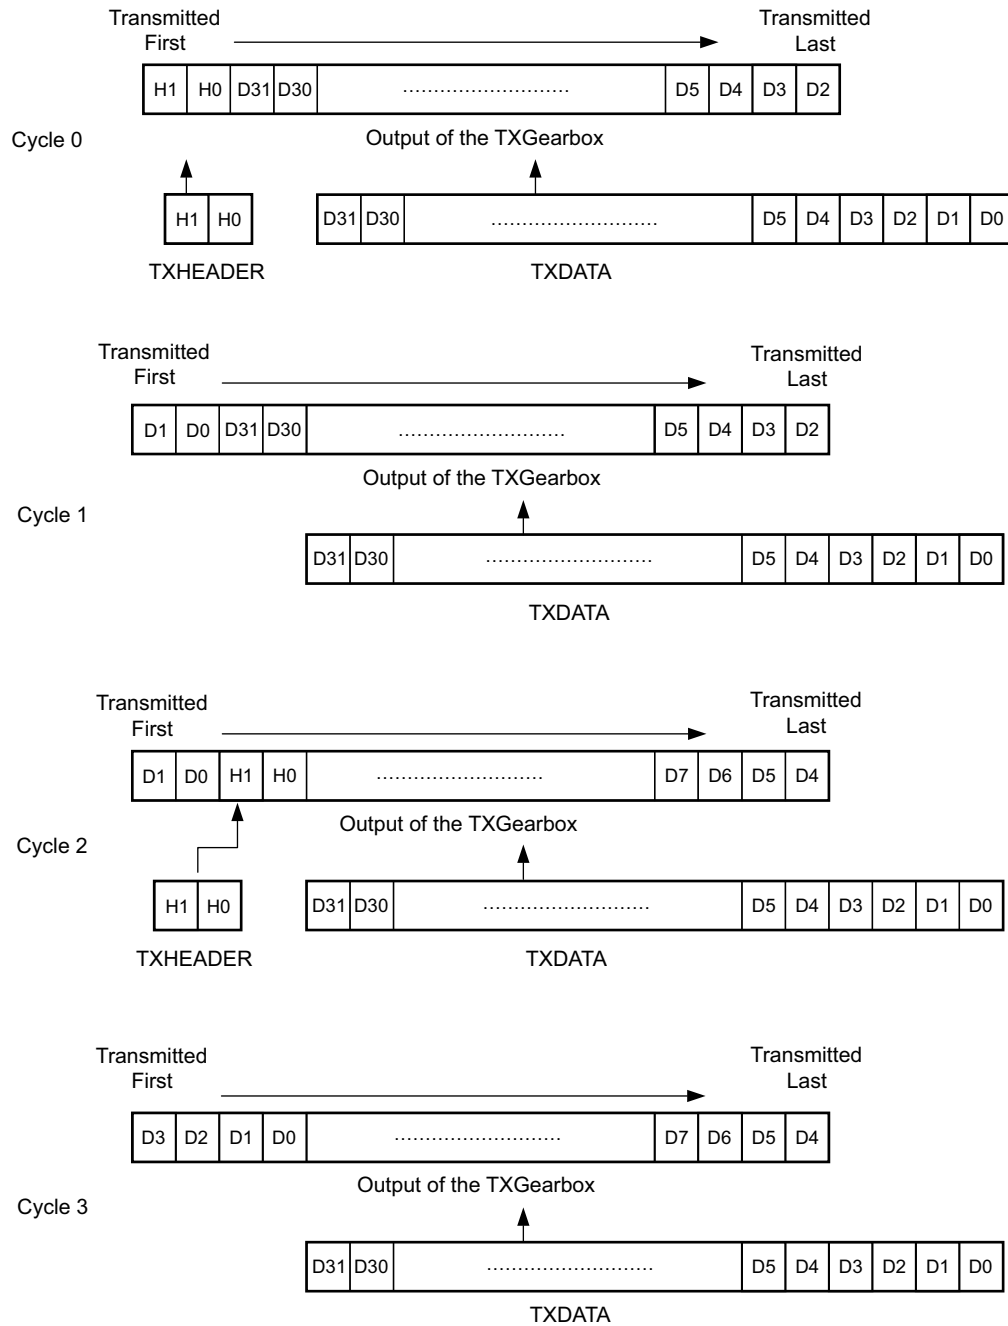 Transmitted
First
Transmitted
Last
H1 H0 D31 D30 ........................... D5 D4 D3 D2
Cycle 0
Output of the TXGearbox
H1 H0
D31 D30 ........................... D5 D4 D3 D2 D1 D0
TXHEADER
TXDATA
Transmitted
First
Transmitted
Last
D1 D0 D31 D30 ........................... D5 D4 D3 D2
Output of the TXGearbox
Cycle 1
D31 D30 ........................... D5 D4 D3 D2 D1 D0
TXDATA
Transmitted
First
Transmitted
Last
D1 D0 H1 H0 ........................... D7 D6 D5 D4
Output of the TXGearbox
Cycle 2
H1 H0
D31 D30 ........................... D5 D4 D3 D2 D1 D0
TXHEADER
TXDATA
Transmitted
First
Transmitted
Last
D3 D2 D1 D0 ........................... D7 D6 D5 D4
Output of the TXGearbox
Cycle 3
D31 D30 ........................... D5 D4 D3 D2 D1 D0
TXDATA